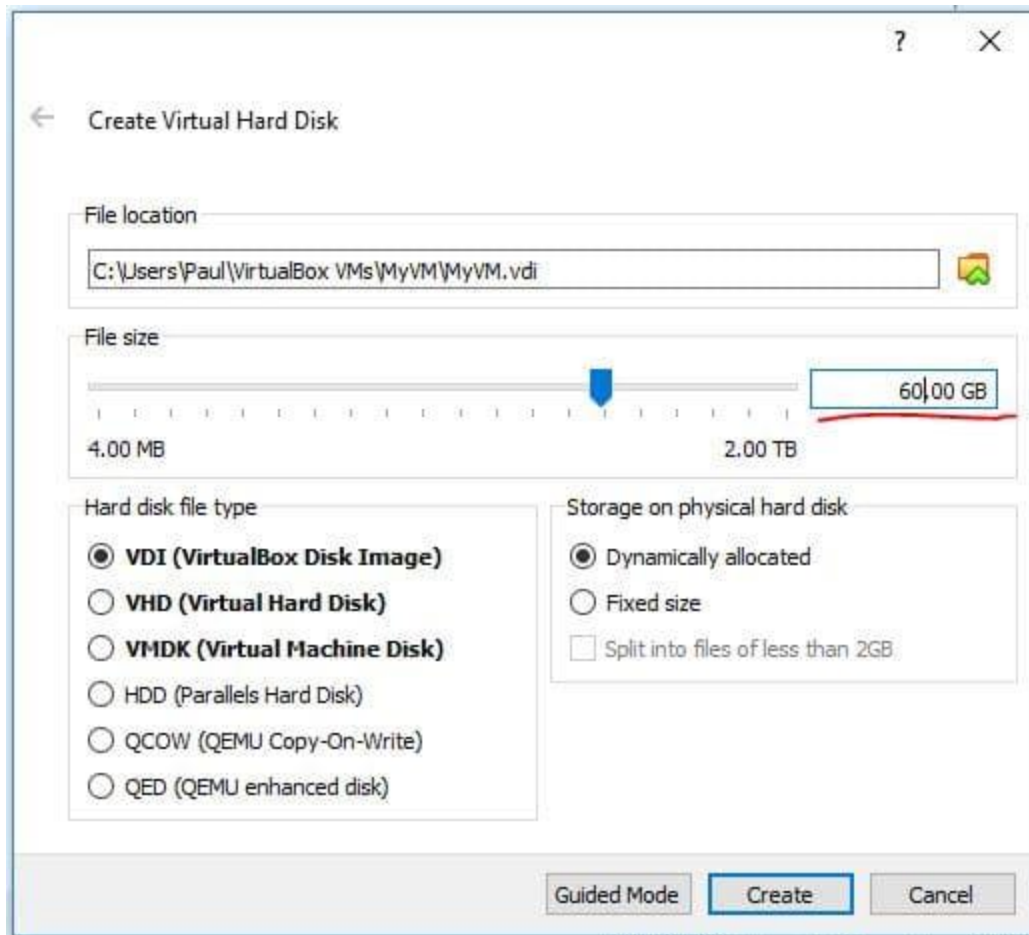 ?
Create Virtual Hard Disk
File location
C:\Users\Paul\VirtualBox VMs\MyVM\MyVM.vdi
File size
60.00 GB
4.00 MB 2.00 TB
Hard disk file type
VDI (VirtualBox Disk Image)
VHD (Virtual Hard Disk)
VMDK (Virtual Machine Disk)
HDD (Parallels Hard Disk)
QCOW (QEMU Copy-On-Write)
QED (QEMU enhanced disk)
Storage on physical hard disk
Dynamically allocated
Fixed size
Split into files of less than 2GB
Guided Mode Create Cancel